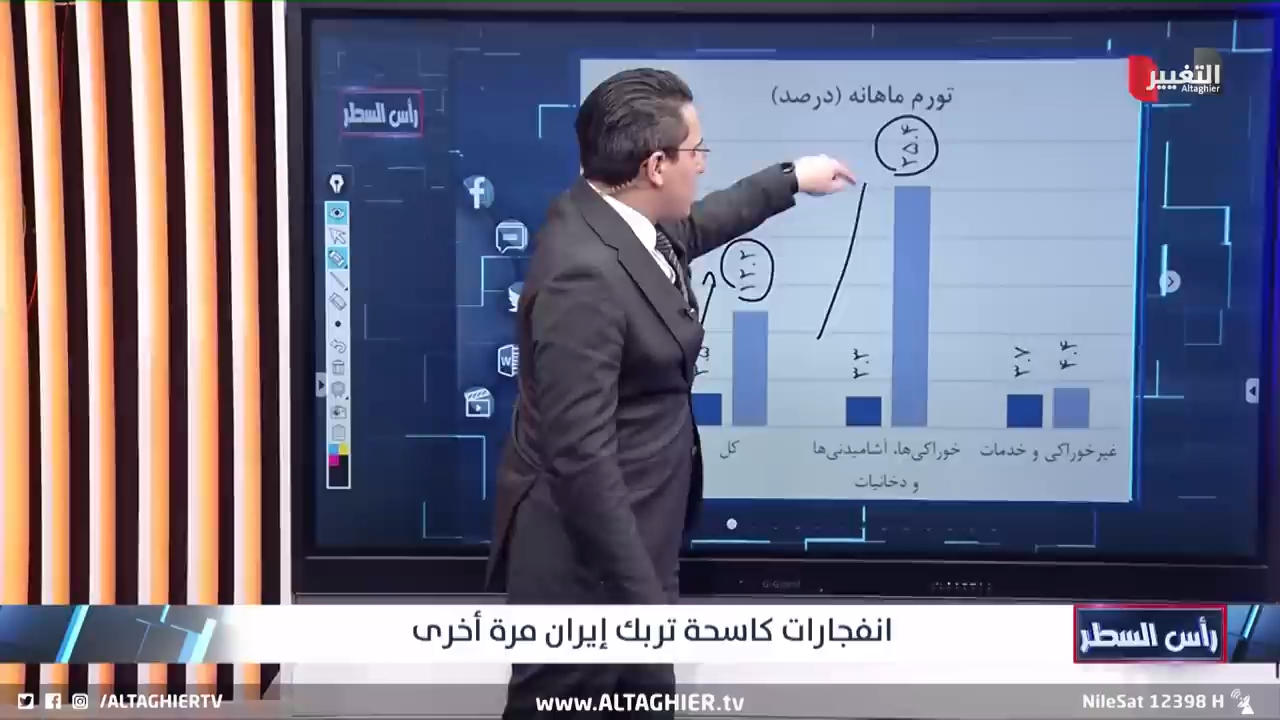 التغيير
Altaghier
رأس السطر
تورم ماهانه (درصد)
۲۵.۴
۱۲.۲
۳.۳
۳.۷
۴.۴
کل
خوراکی‌ها، آشامیدنی‌ها
و دخانیات
غیرخوراکی و خدمات
انفجارات كاسحة تربك إيران مرة أخرى
رأس السطر
/ALTAGHIERTV
www.ALTAGHIER.tv
NileSat 12398 H